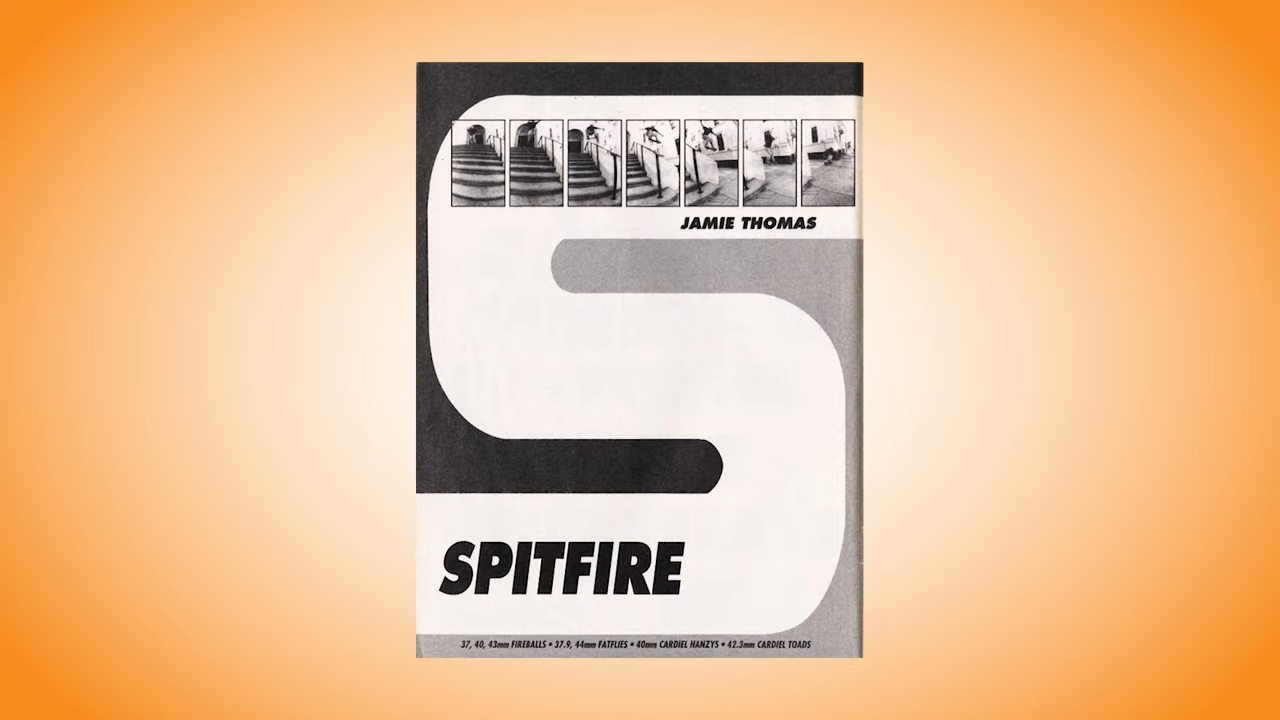 JAMIE THOMAS
SPITFIRE
37, 40, 43mm FIREBALLS • 37.9, 44mm FATFLIES • 40mm CARDIEL HANZYS • 42.3mm CARDIEL TOADS